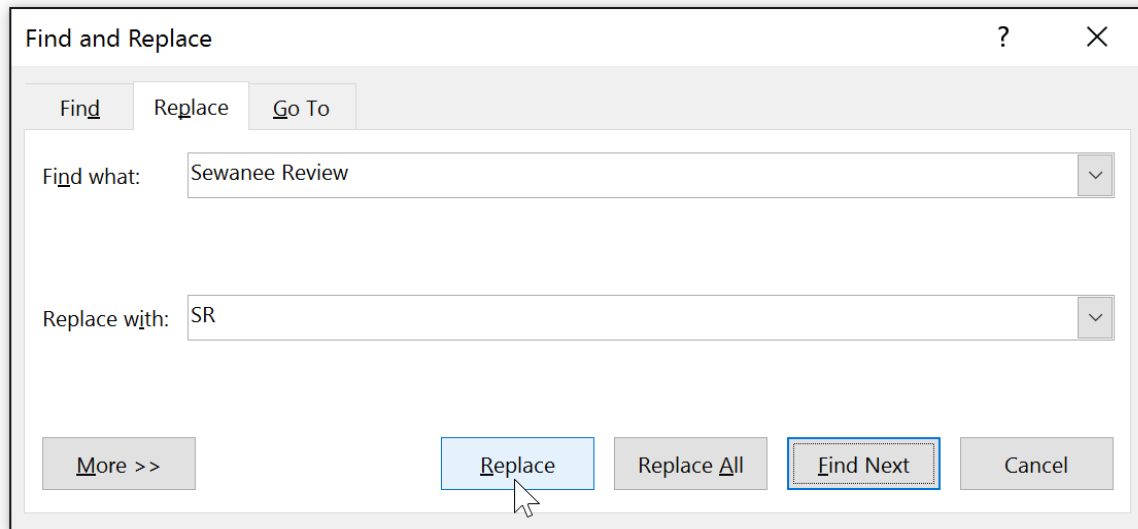 Find and Replace ?
Find Replace Go To
Find what: Sewanee Review
Replace with: SR
More >> Replace Replace All Find Next Cancel